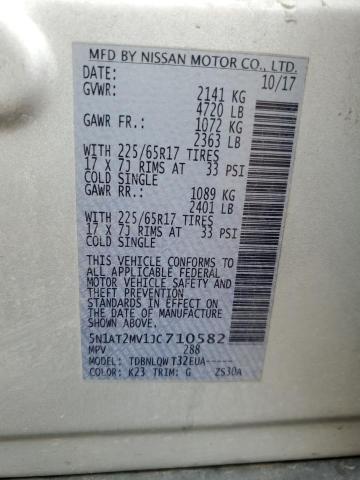 MFD BY NISSAN MOTOR CO., LTD.
DATE: 10/17
GVWR: 2141 KG
4720 LB
GAWR FR.: 1072 KG
2363 LB
WITH 225/65R17 TIRES
17 X 7J RIMS AT 33 PSI
COLD SINGLE
GAWR RR.: 1089 KG
2401 LB
WITH 225/65R17 TIRES
17 X 7J RIMS AT 33 PSI
COLD SINGLE
THIS VEHICLE CONFORMS TO
ALL APPLICABLE FEDERAL
MOTOR VEHICLE SAFETY AND
THEFT PREVENTION
STANDARDS IN EFFECT ON
THE DATE OF MANUFACTURE
SHOWN ABOVE.
5N1AT2MV1JC710582
MPV 288
MODEL: TDBNLQW T32EUA-----
COLOR: K23 TRIM: G ZS30A